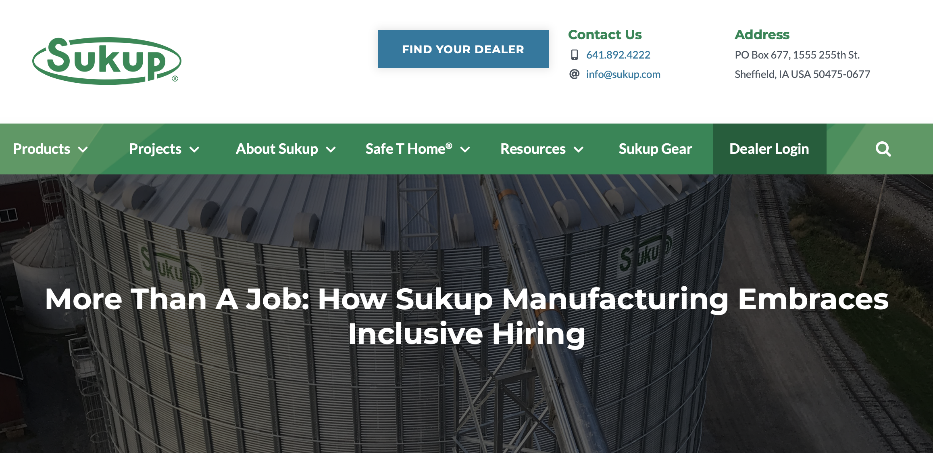 Sukup®
FIND YOUR DEALER
Contact Us
641.892.4222
info@sukup.com
Address
PO Box 677, 1555 255th St.
Sheffield, IA USA 50475-0677
Products
Projects
About Sukup
Safe T Home®
Resources
Sukup Gear
Dealer Login
Sukup
Sukup
More Than A Job: How Sukup Manufacturing Embraces
Inclusive Hiring